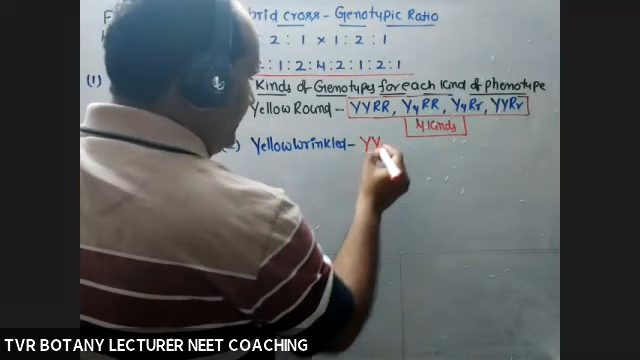 brid cross - Genotypic Ratio
2 : 1 × 1 : 2 : 1
: 1 : 2 : 4 : 2 : 1 : 2 : 1
(1) Kinds of Genotypes for each kind of phenotype
Yellow Round - YYRR, YyRR, YyRr, YYRr
4 kinds
2) Yellow wrinkled - YY
TVR BOTANY LECTURER NEET COACHING